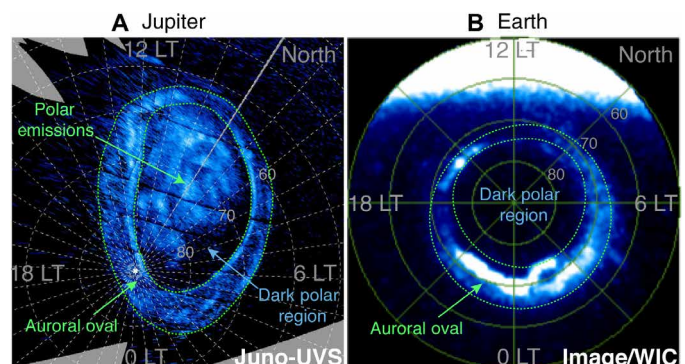 A Jupiter
12 LT
North
Polar
emissions
60
70
80
18 LT
6 LT
Dark polar
region
Auroral oval
0 LT
Juno-UVS
B Earth
12 LT
North
60
70
80
Dark polar
region
18 LT
6 LT
Auroral oval
0 LT
Image/WIC